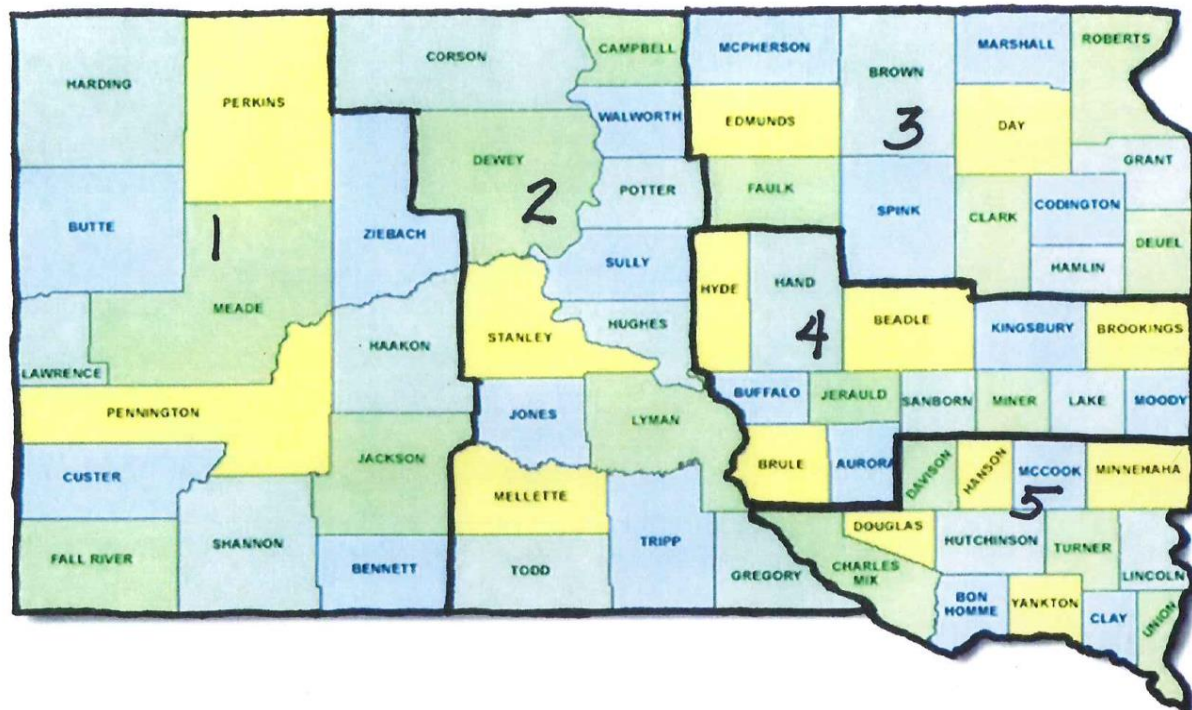 HARDING
PERKINS
CORSON
CAMPBELL
MCPHERSON
BROWN
MARSHALL
ROBERTS
WALWORTH
EDMUNDS
3
DAY
DEWEY
2
POTTER
FAULK
SPINK
CLARK
CODINGTON
GRANT
BUTTE
1
ZIEBACH
SULLY
HYDE
HAND
HAMLIN
DEUEL
MEADE
STANLEY
HUGHES
4
BEADLE
KINGSBURY
BROOKINGS
LAWRENCE
HAAKON
PENNINGTON
JONES
LYMAN
BUFFALO
JERAULD
SANBORN
MINER
LAKE
MOODY
CUSTER
JACKSON
MELLETTE
BRULE
AURORA
DAVISON
HANSON
MCCOOK
5
MINNEHAHA
FALL RIVER
SHANNON
BENNETT
TODD
TRIPP
GREGORY
CHARLES
MIX
DOUGLAS
HUTCHINSON
TURNER
LINCOLN
BON
HOMME
YANKTON
CLAY
UNION